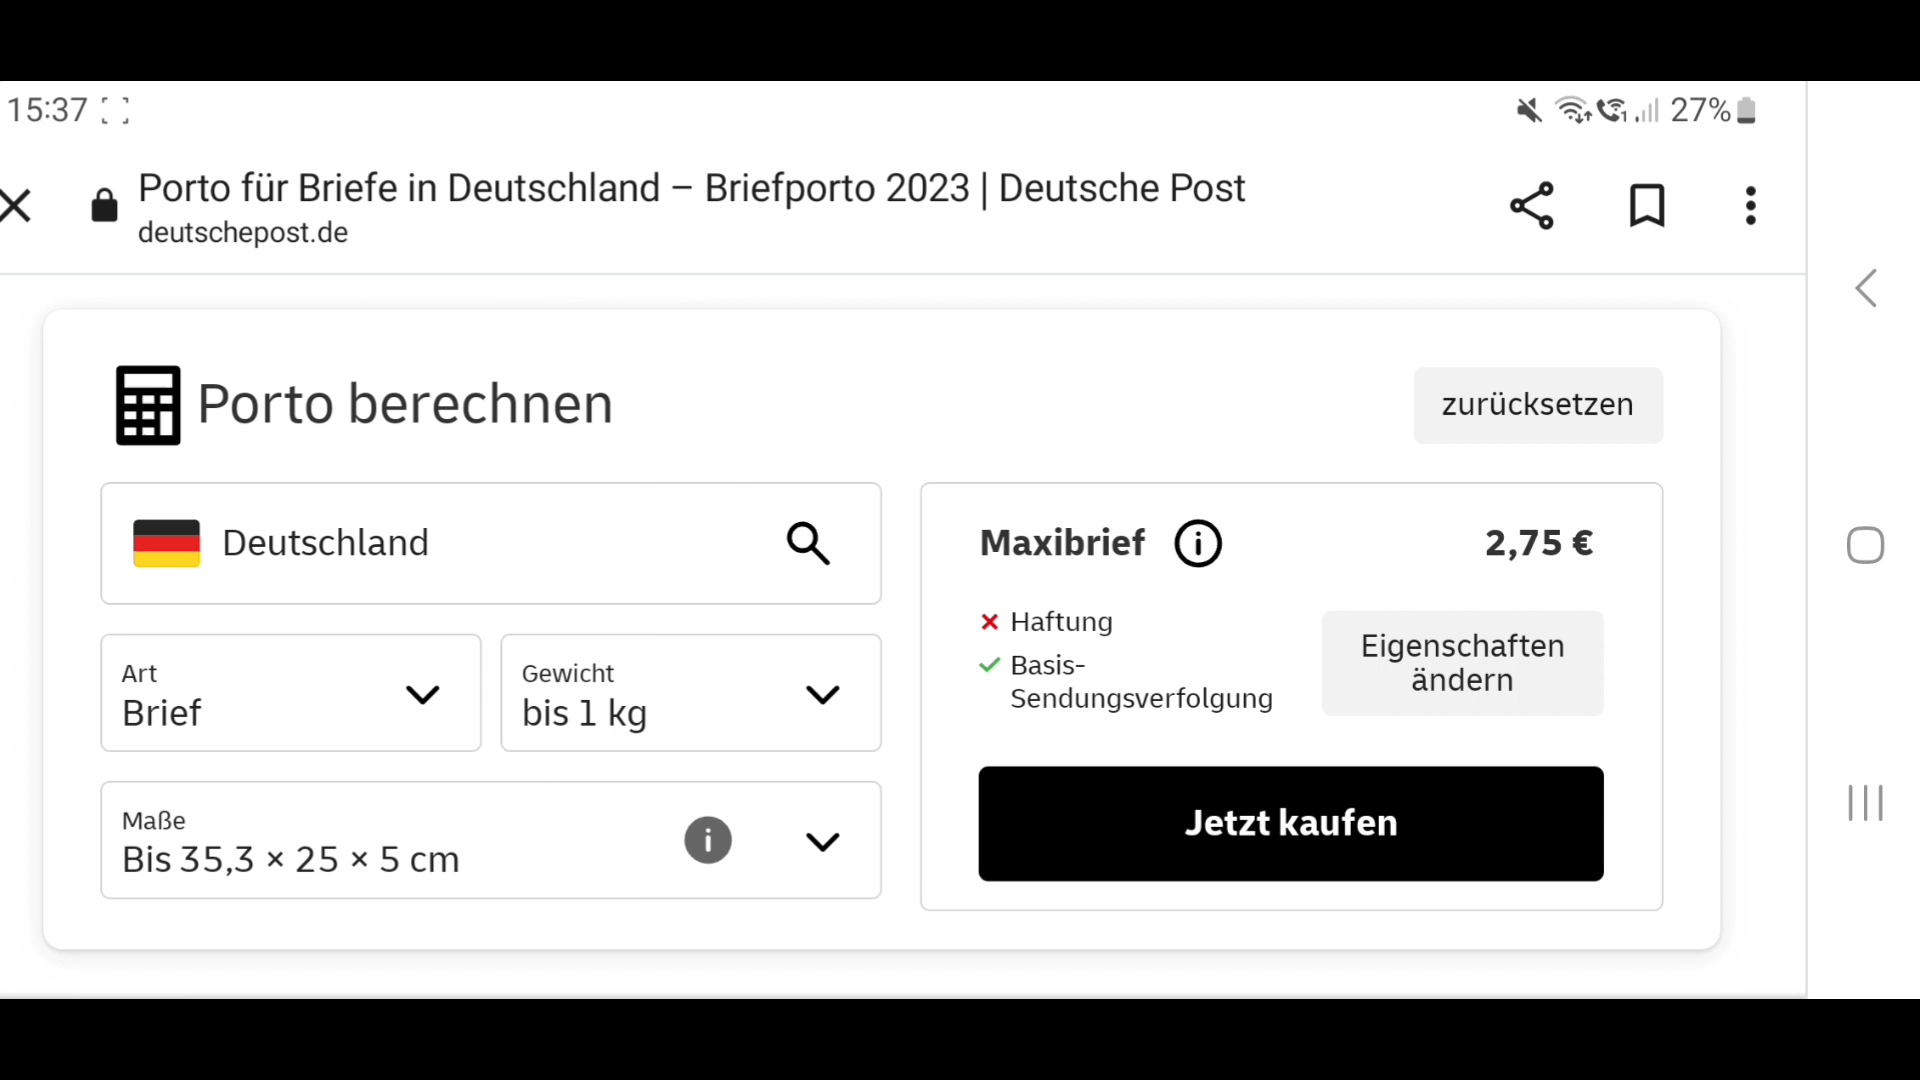 15:37
27%
Porto für Briefe in Deutschland – Briefporto 2023 | Deutsche Post
deutschepost.de
Porto berechnen
zurücksetzen
Deutschland
Art
Brief
Gewicht
bis 1 kg
Maße
Bis 35,3 × 25 × 5 cm
i
Maxibrief i 2,75 €
Haftung
Basis-
Sendungsverfolgung
Eigenschaften
ändern
Jetzt kaufen